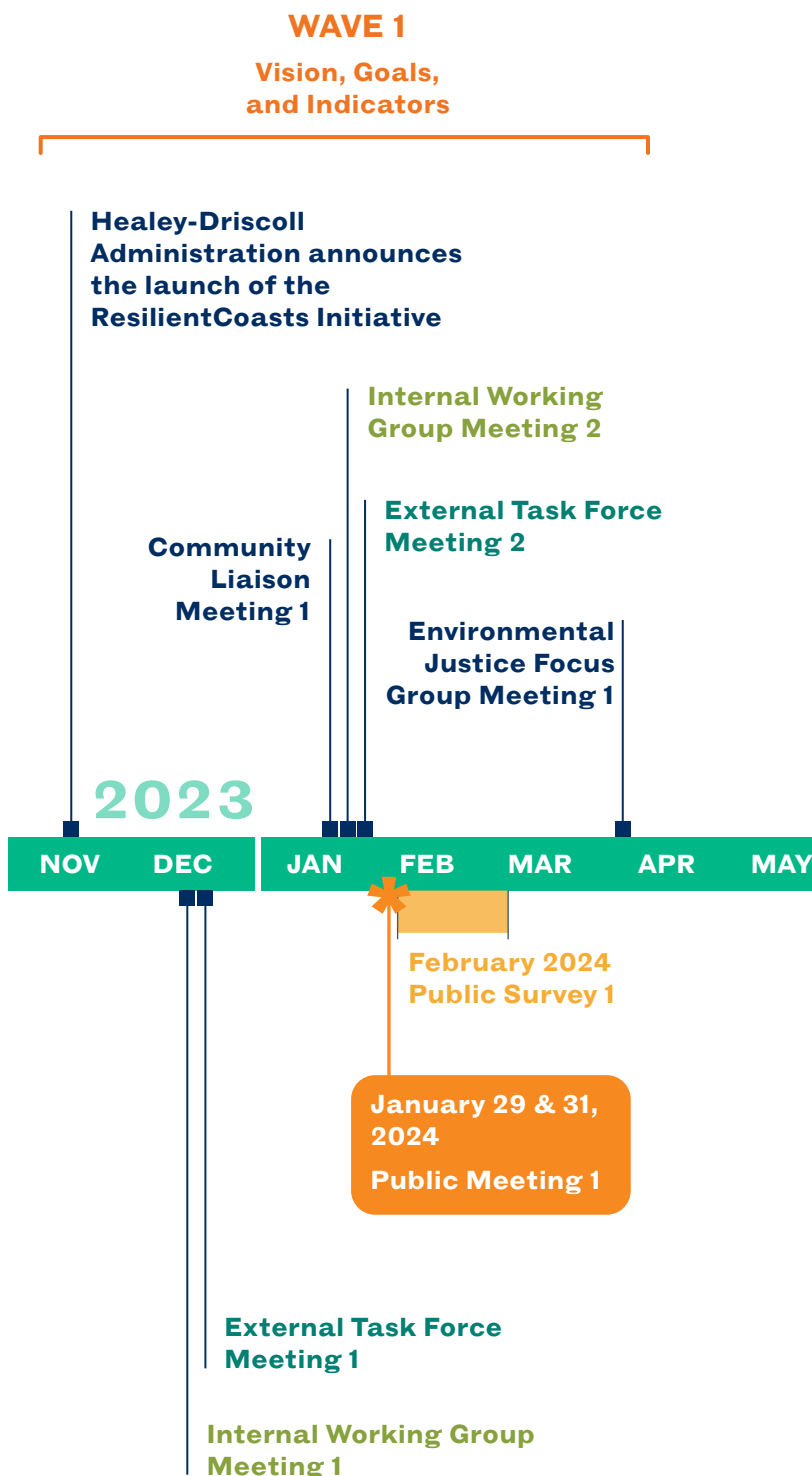 WAVE 1
Vision, Goals,
and Indicators
Healey-Driscoll
Administration announces
the launch of the
ResilientCoasts Initiative
Internal Working
Group Meeting 2
External Task Force
Meeting 2
Community
Liaison
Meeting 1
Environmental
Justice Focus
Group Meeting 1
2023
NOV DEC JAN FEB MAR APR MAY
February 2024
Public Survey 1
January 29 & 31,
2024
Public Meeting 1
External Task Force
Meeting 1
Internal Working Group
Meeting 1